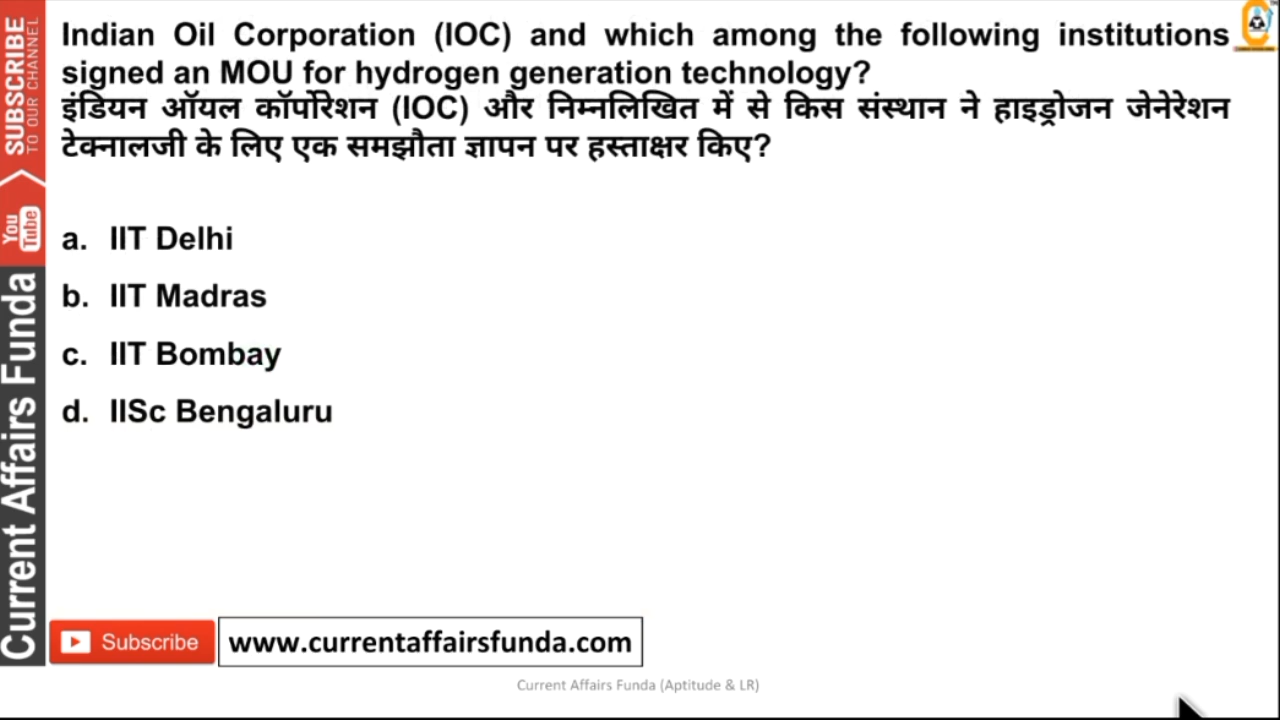 Indian Oil Corporation (IOC) and which among the following institutions
signed an MOU for hydrogen generation technology?
इंडियन ऑयल कॉर्पोरेशन (IOC) और निम्नलिखित में से किस संस्थान ने हाइड्रोजन जेनेरेशन
टेक्नालजी के लिए एक समझौता ज्ञापन पर हस्ताक्षर किए?
a. IIT Delhi
b. IIT Madras
c. IIT Bombay
d. IISc Bengaluru
SUBSCRIBE
TO OUR CHANNEL
You
Tube
Current Affairs Funda
Subscribe
www.currentaffairsfunda.com
Current Affairs Funda (Aptitude & LR)